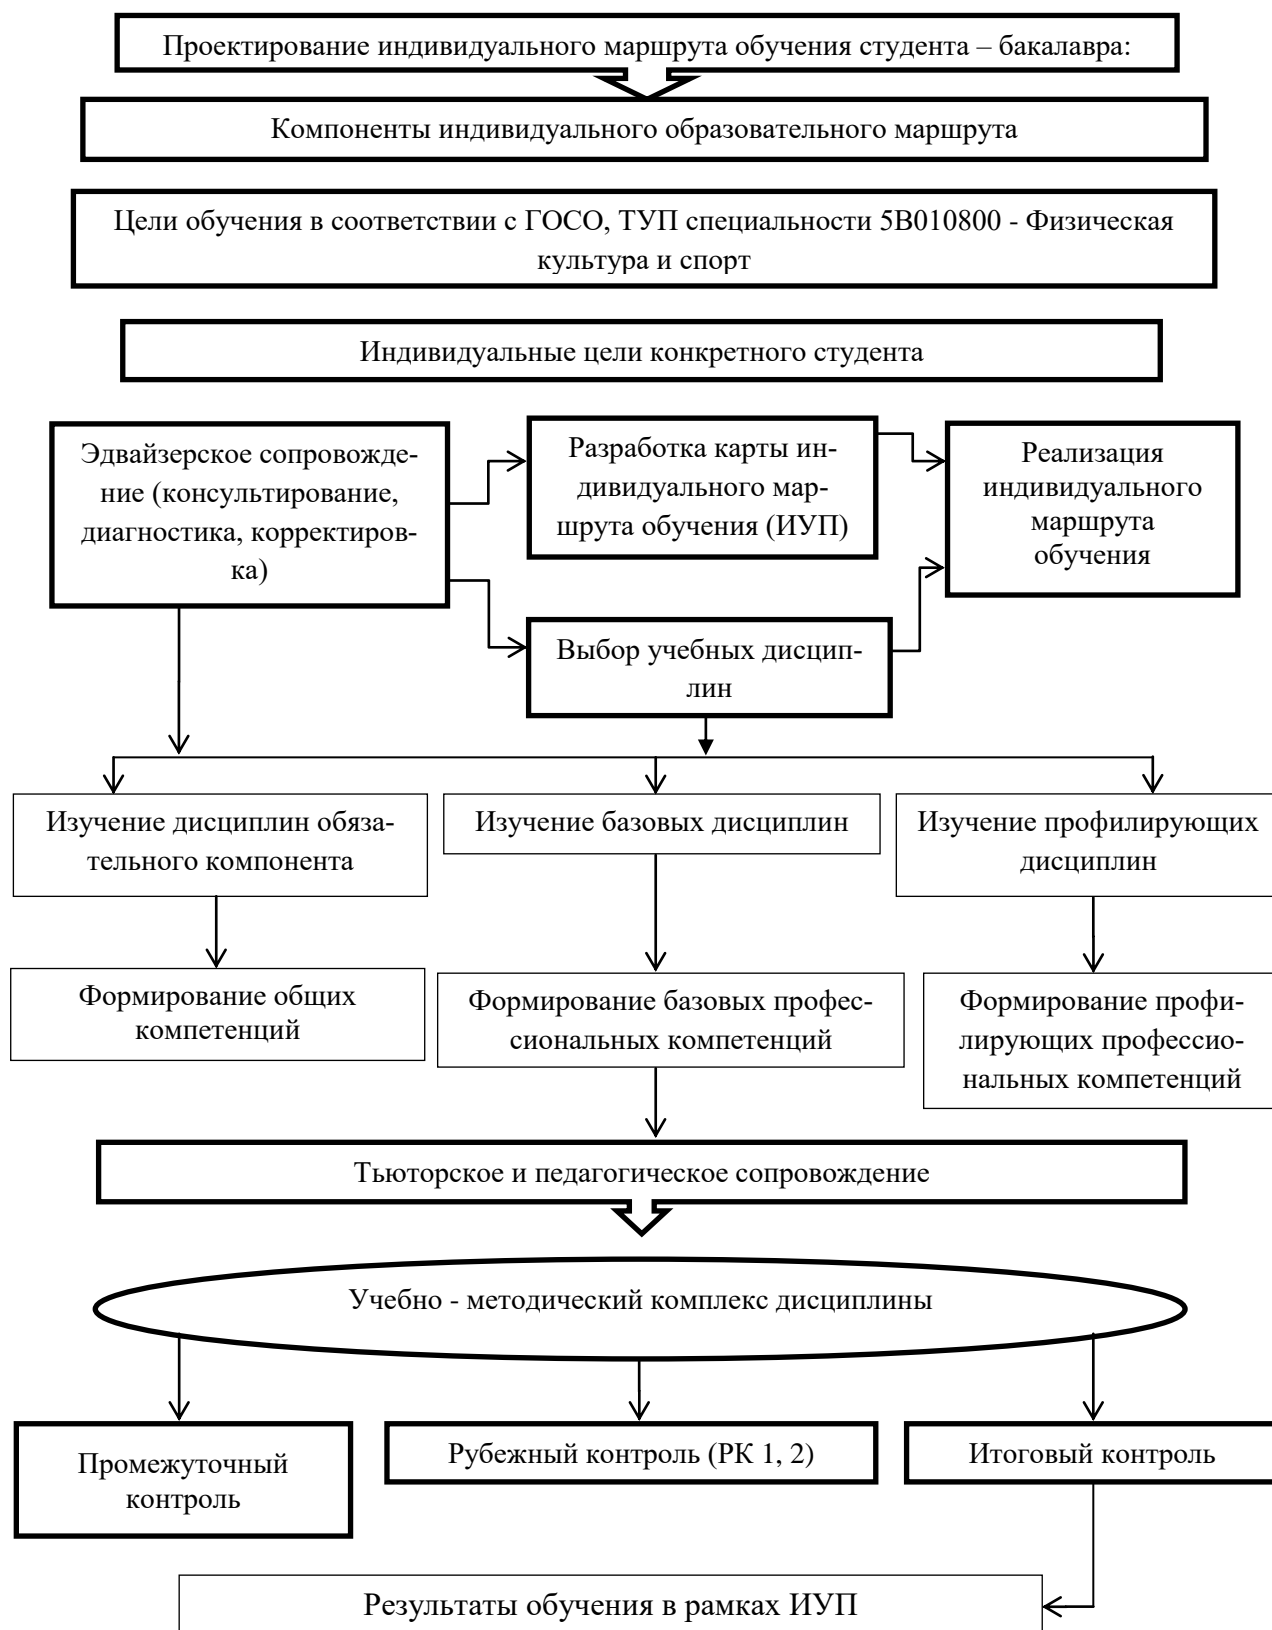 Проектирование индивидуального маршрута обучения студента – бакалавра:
Компоненты индивидуального образовательного маршрута
Цели обучения в соответствии с ГОСО, ТУП специальности 5В010800 - Физическая
культура и спорт
Индивидуальные цели конкретного студента
Эдвайзерское сопровожде-
ние (консультирование,
диагностика, корректиров-
ка)
Разработка карты ин-
дивидуального мар-
шрута обучения (ИУП)
Реализация
индивидуального
маршрута
обучения
Выбор учебных дисцип-
лин
Изучение дисциплин обяза-
тельного компонента
Изучение базовых дисциплин
Изучение профилирующих
дисциплин
Формирование общих
компетенций
Формирование базовых профес-
сиональных компетенций
Формирование профи-
лирующих профессио-
нальных компетенций
Тьюторское и педагогическое сопровождение
Учебно - методический комплекс дисциплины
Промежуточный
контроль
Рубежный контроль (РК 1, 2)
Итоговый контроль
Результаты обучения в рамках ИУП